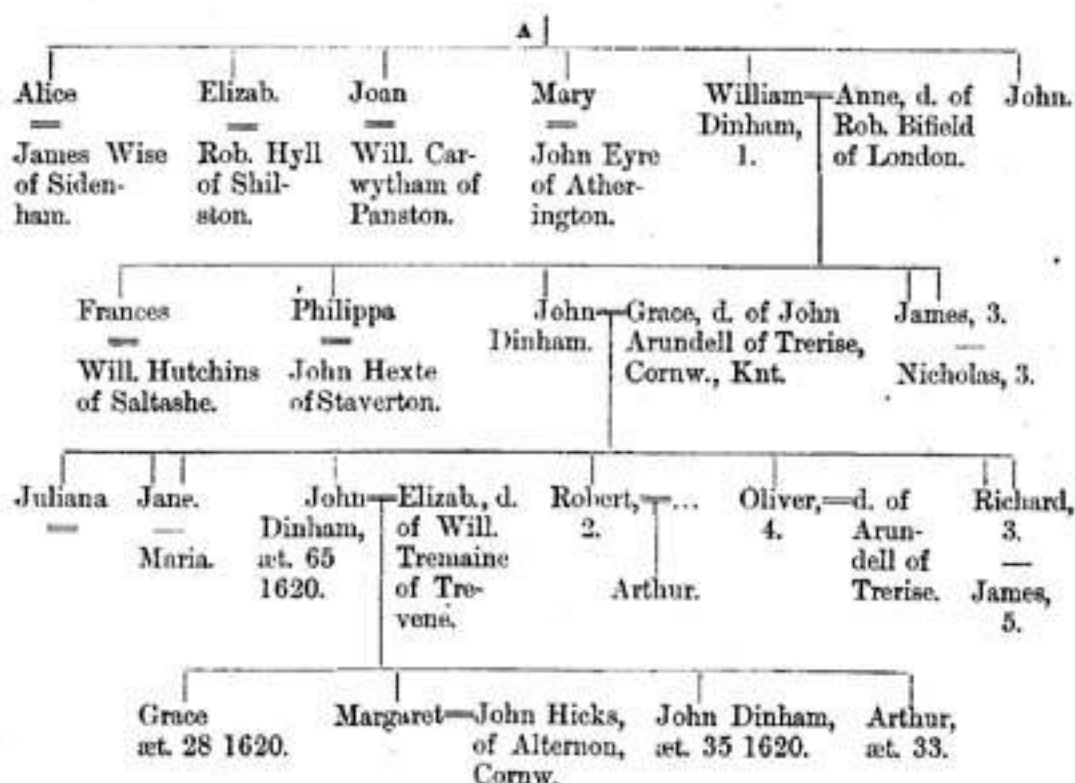 A
Alice
James Wise
of Siden-
ham.
Elizab.
Rob. Hyll
of Shil-
ston.
Joan
Will. Car-
wytham of
Panston.
Mary
John Eyre
of Ather-
ington.
William
Dinham,
1.
Anne, d. of
Rob. Bifield
of London.
John.
Frances
Will. Hutchins
of Saltashe.
Philippa
John Hexte
of Staverton.
John
Dinham.
Grace, d. of John
Arundell of Trerise,
Cornw., Knt.
James, 3.
Nicholas, 3.
Juliana
Jane.
Maria.
John
Dinham,
æt. 65
1620.
Elizab., d.
of Will.
Tremaine
of Tre-
vene.
Robert,
2.
...
Arthur.
Oliver,
4.
d. of
Arun-
dell of
Trerise.
Richard,
3.
James,
5.
Grace
æt. 28 1620.
Margaret
John Hicks,
of Alternon,
Cornw.
John Dinham,
æt. 35 1620.
Arthur,
æt. 33.